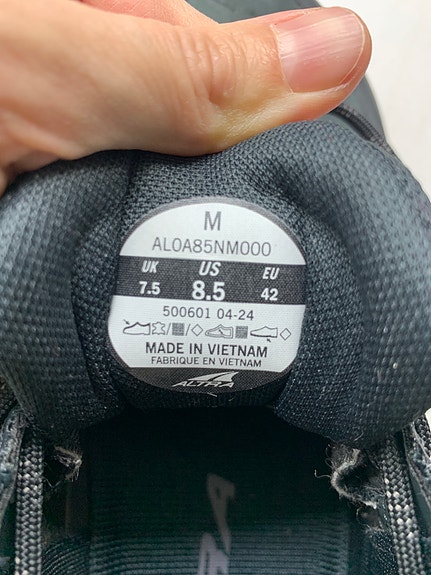 M
AL0A85NM000
UK US EU
7.5 8.5 42
500601 04-24
MADE IN VIETNAM
FABRIQUE EN VIETNAM
ALTRA